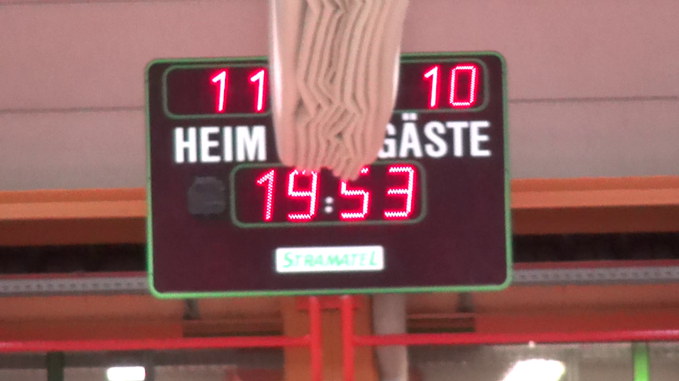 11 10
HEIM GÄSTE
19:53
STRAMATEL